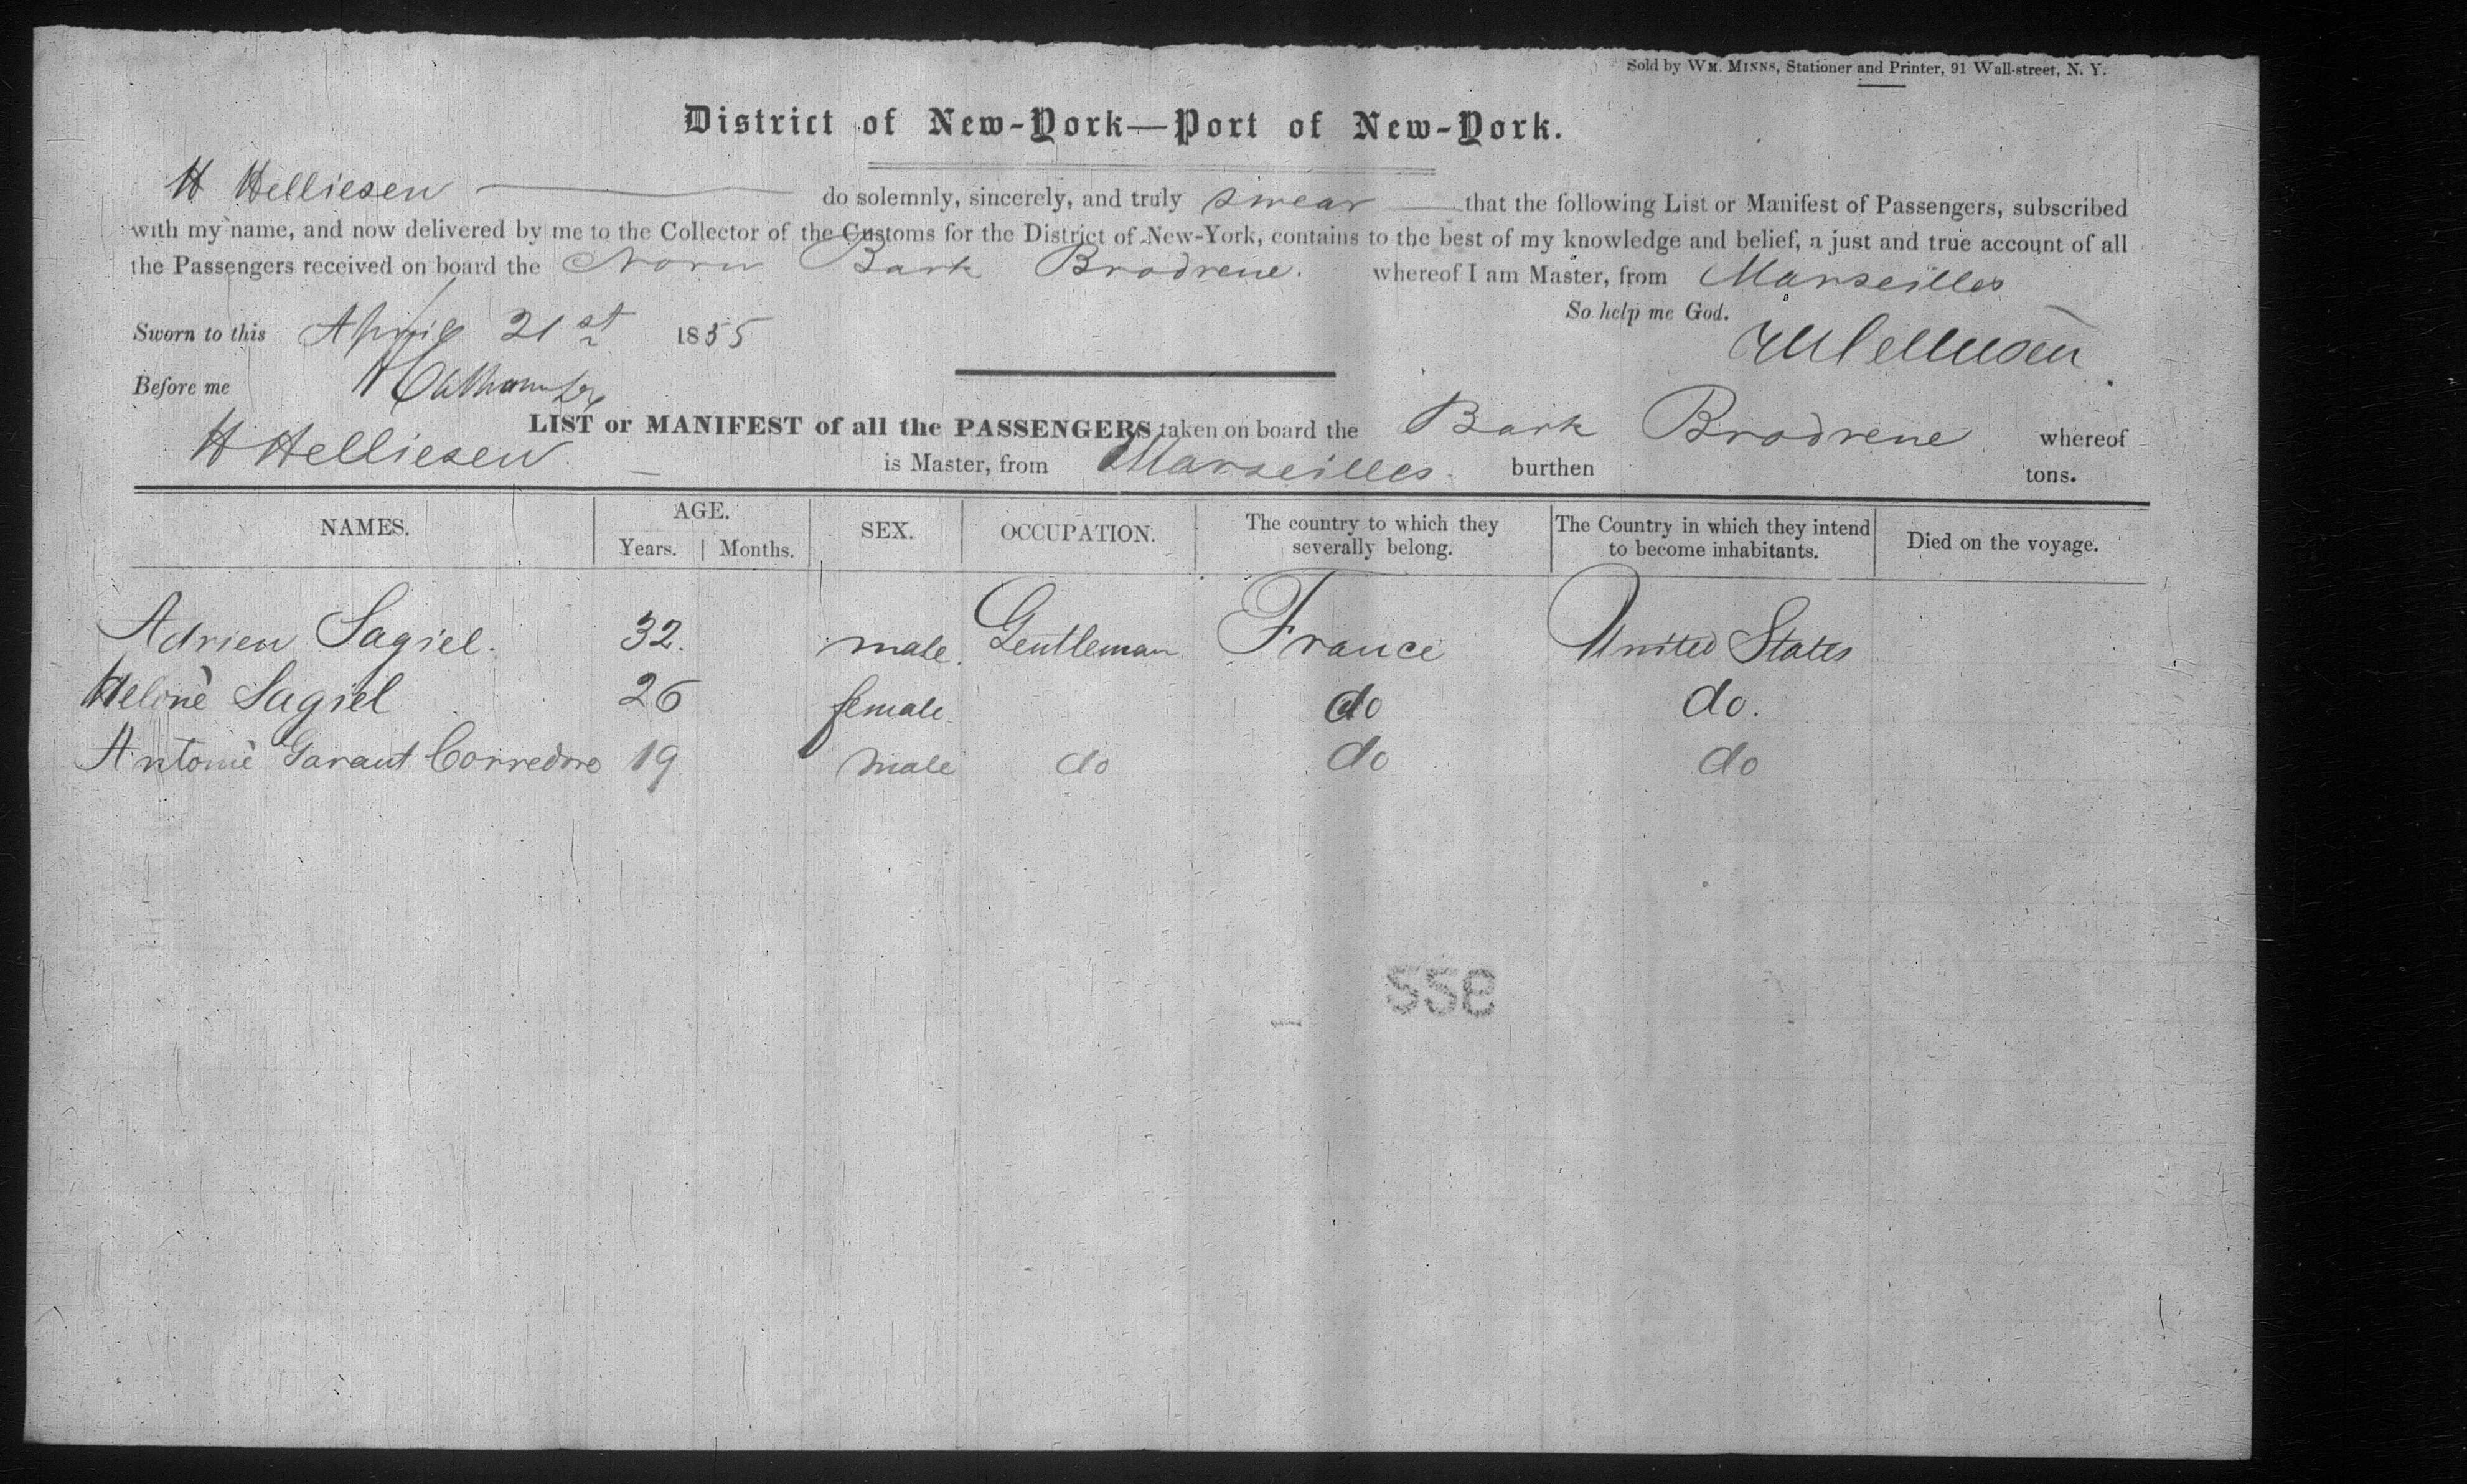 Sold by WM. MINNS, Stationer and Printer, 91 Wall-street, N. Y.
District of New-York—Port of New-York.
H Helliesen do solemnly, sincerely, and truly swear that the following List or Manifest of Passengers, subscribed
with my name, and now delivered by me to the Collector of the Customs for the District of New-York, contains to the best of my knowledge and belief, a just and true account of all
the Passengers received on board the Norw Bark Brodrene. whereof I am Master, from Marseilles
So help me God.
Sworn to this April 21st 1855
Before me
LIST or MANIFEST of all the PASSENGERS taken on board the Bark Brodrene whereof
H Helliesen is Master, from Marseilles. burthen tons.
NAMES. AGE. Years. Months. SEX. OCCUPATION. The country to which they severally belong. The Country in which they intend to become inhabitants. Died on the voyage.
Adrien Sagiel. 32. male. Gentleman France United States
Helène Sagiel 26 female do do.
Antoniè Garaut Corredore 19 male do do do